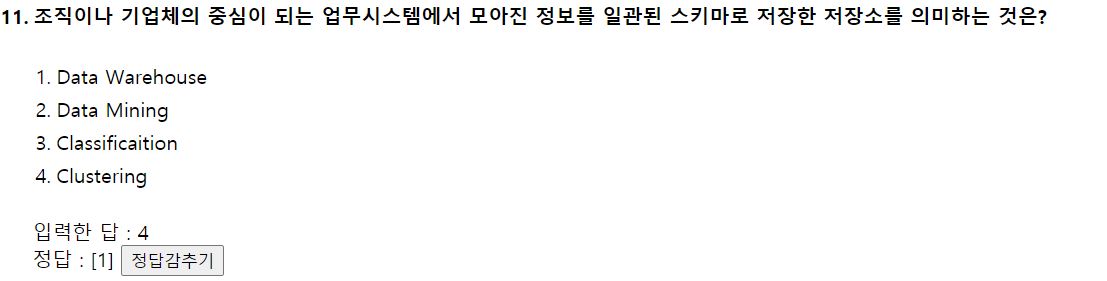 11. 조직이나 기업체의 중심이 되는 업무시스템에서 모아진 정보를 일관된 스키마로 저장한 저장소를 의미하는 것은?
1. Data Warehouse
2. Data Mining
3. Classificaition
4. Clustering
입력한 답 : 4
정답 : [1] 정답감추기